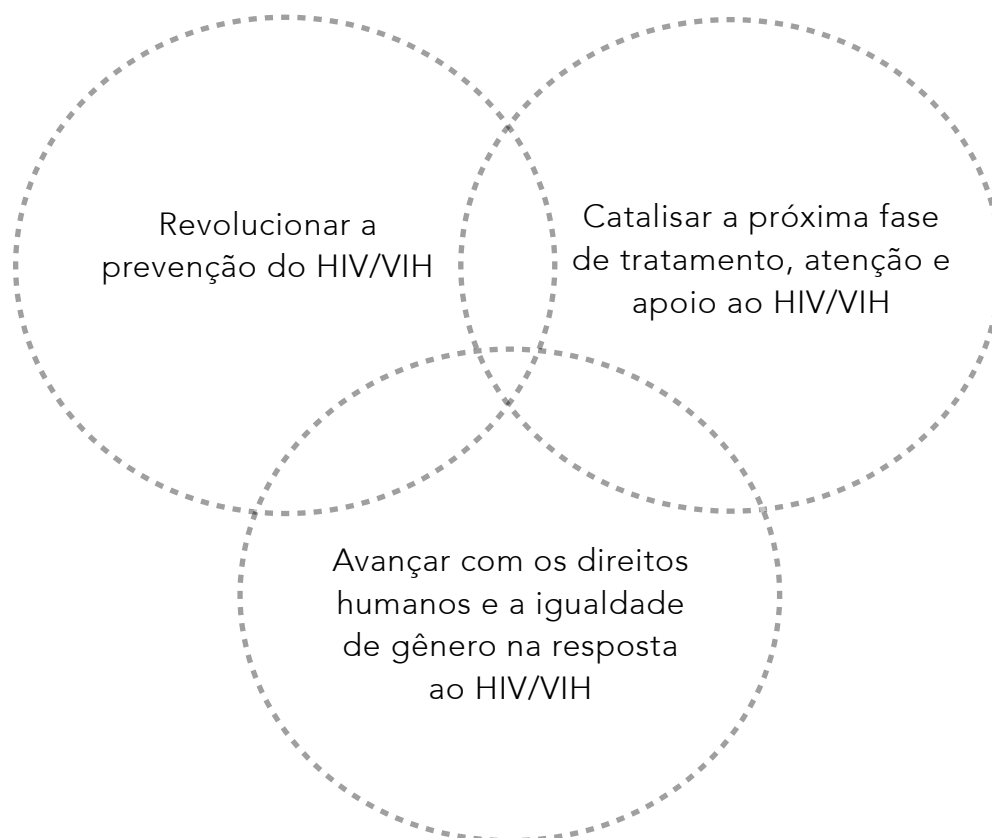 Revolucionar a
prevenção do HIV/VIH
Catalisar a próxima fase
de tratamento, atenção e
apoio ao HIV/VIH
Avançar com os direitos
humanos e a igualdade
de gênero na resposta
ao HIV/VIH